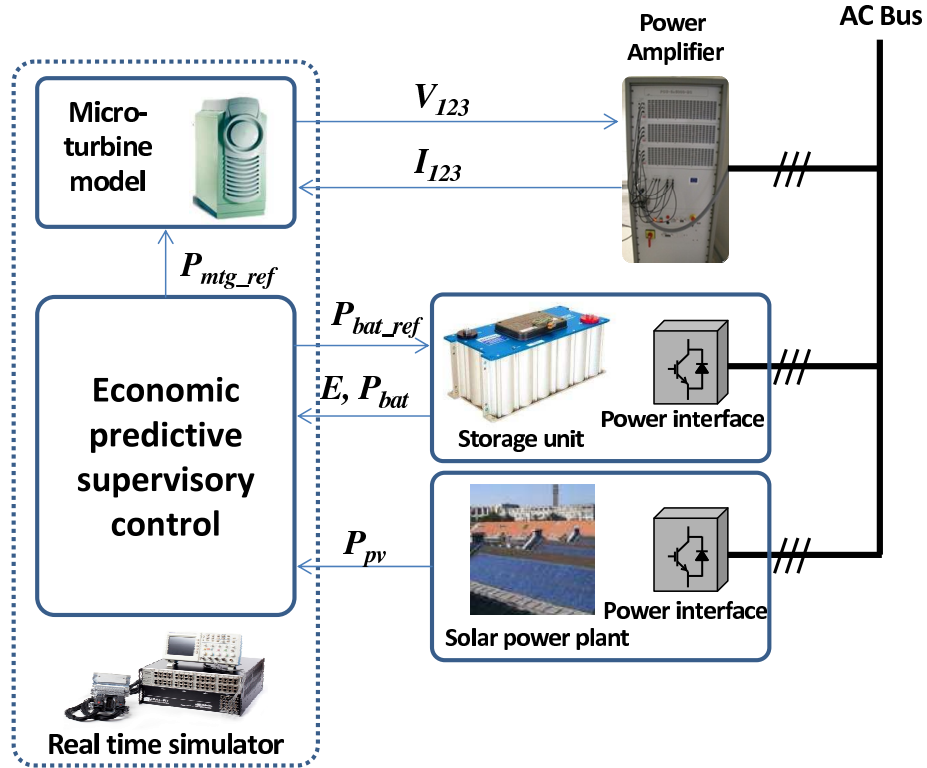 AC Bus
Power
Amplifier
Micro-
turbine
model
V123
I123
Pmtg_ref
Pbat_ref
E, Pbat
Economic
predictive
supervisory
control
Storage unit
Power interface
Ppv
Power interface
Solar power plant
Real time simulator